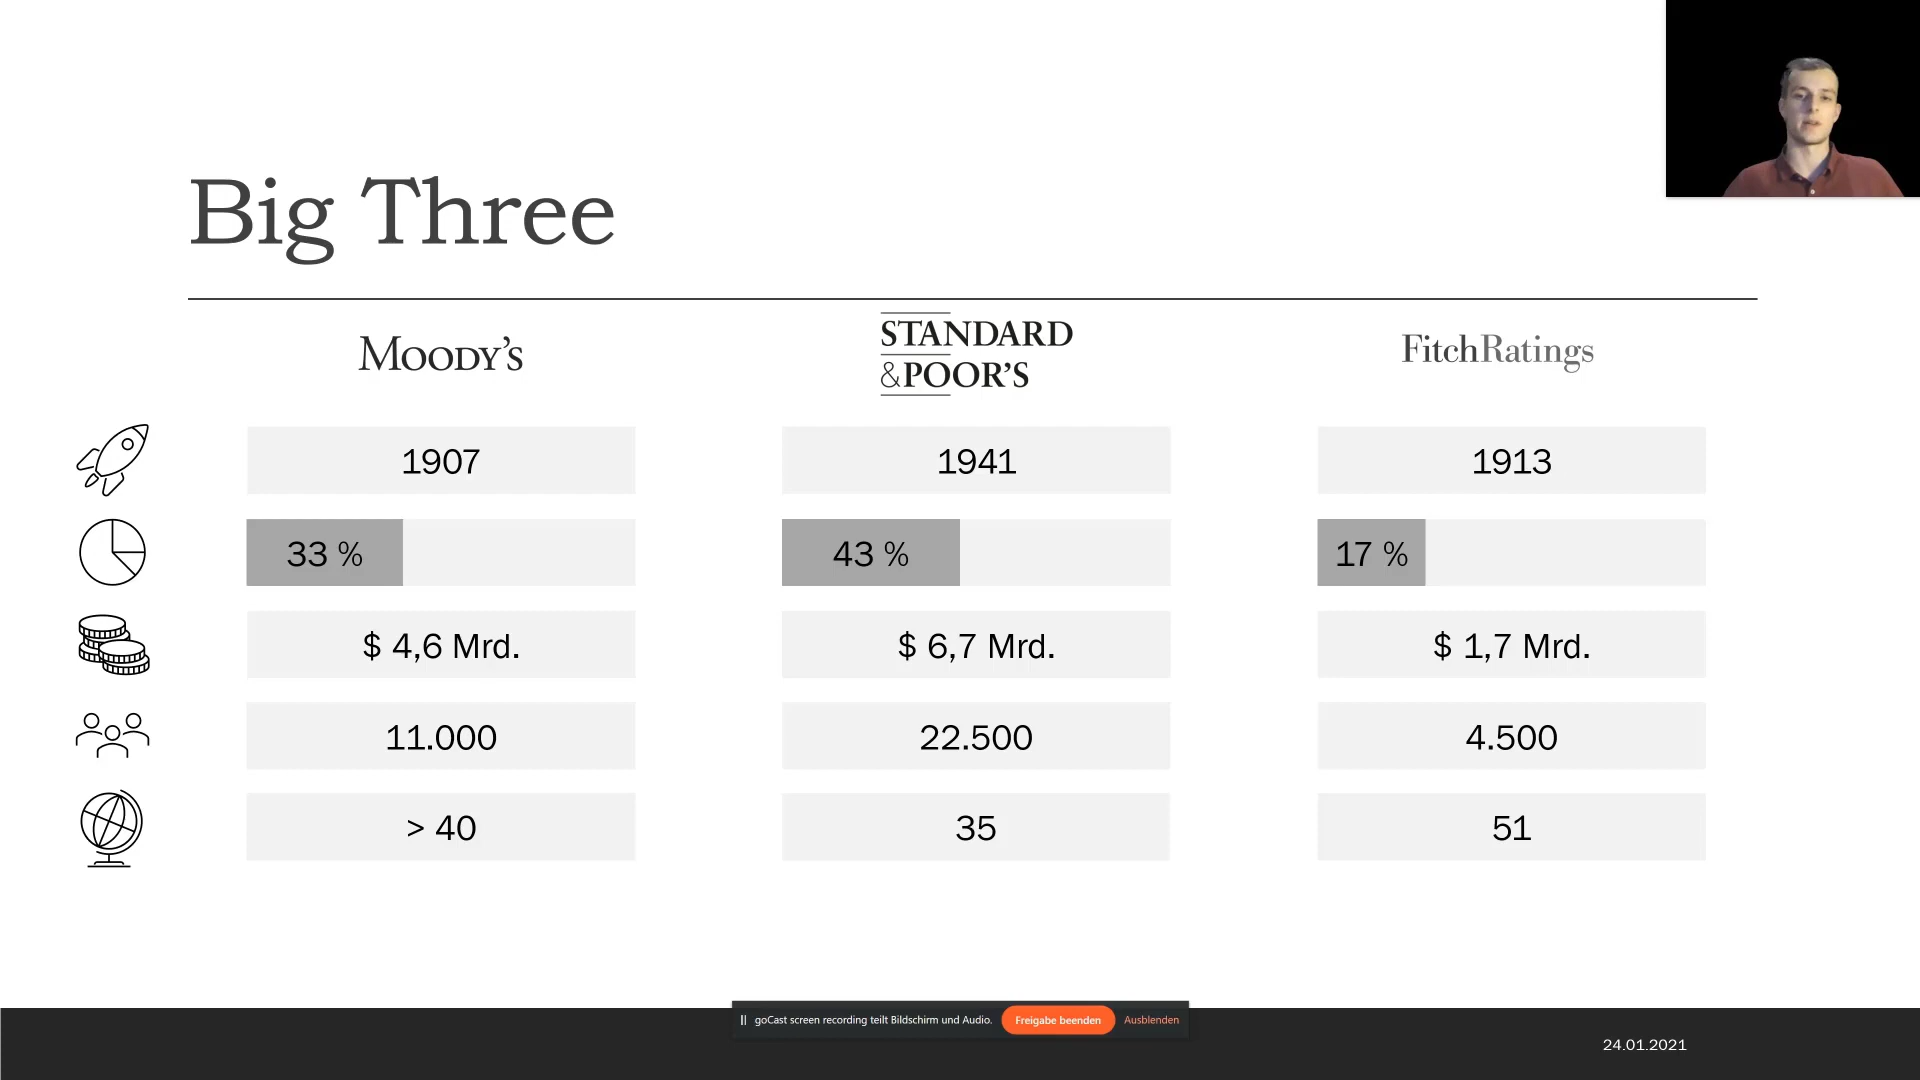 Big Three
MOODY'S
STANDARD
&POOR'S
FitchRatings
1907
1941
1913
33 %
43 %
17 %
$ 4,6 Mrd.
$ 6,7 Mrd.
$ 1,7 Mrd.
11.000
22.500
4.500
> 40
35
51
goCast screen recording teilt Bildschirm und Audio.
Freigabe beenden
Ausblenden
24.01.2021